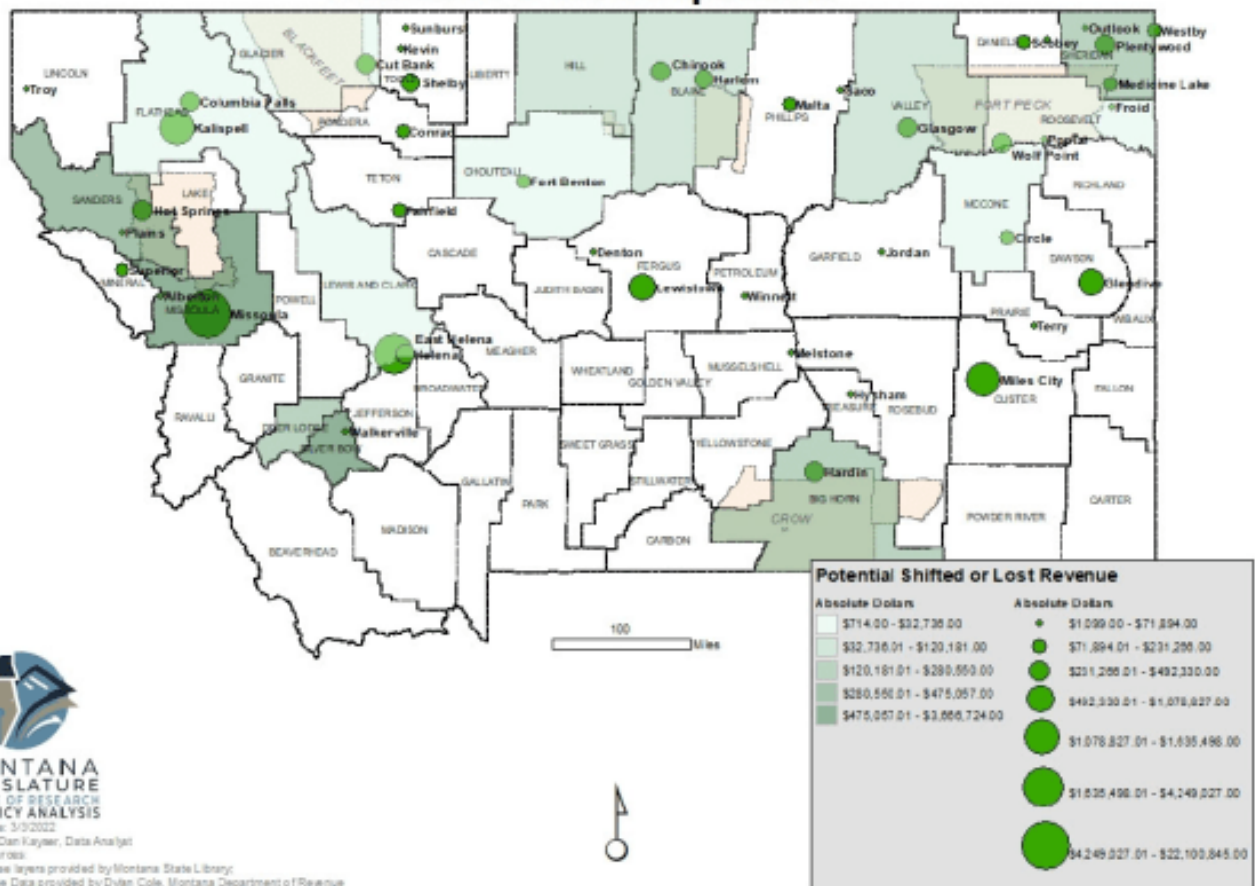 Sunburs
Outlook
Westby
BLACKFEET
DANIELS
Scobey
Plentywood
GLACIER
Kevin
SHERIDAN
Cut Bank
LINCOLN
LIBERTY
HILL
Chinook
Harlem
Shelby
Medicine Lake
Troy
BLAINE
Saco
Columbia Falls
Malta
VALLEY
FORT PECK
Froid
FLATHEAD
PONDERA
PHILLIPS
ROOSEVELT
Kalispell
Conrad
Glasgow
Wolf Point
TETON
CHOUTEAU
Fort Benton
RICHLAND
SANDERS
LAKE
MCCONE
Hot Springs
Fairfield
Plains
Circle
CASCADE
Denton
Jordan
GARFIELD
DAWSON
Superior
FERGUS
PETROLEUM
MINERAL
LEWIS AND CLARK
JUDITH BASIN
Lewistown
Glendive
Alberton
POWELL
Winnett
MISSOULA
Missoula
PRAIRIE
WIBAUX
Terry
East Helena
Helena
MEAGHER
Melstone
WHEATLAND
MUSSELSHELL
GRANITE
GOLDEN VALLEY
Miles City
BROADWATER
FALLON
Hysham
CUSTER
RAVALLI
JEFFERSON
TREASURE
ROSEBUD
DEER LODGE
Walkerville
SWEET GRASS
YELLOWSTONE
SILVER BOW
Hardin
GALLATIN
STILLWATER
BIG HORN
CARTER
PARK
CROW
POWDER RIVER
MADISON
CARBON
BEAVERHEAD
Potential Shifted or Lost Revenue
Absolute Dollars
$714.00 - $32,736.00
$32,736.01 - $120,181.00
$120,181.01 - $280,550.00
$280,550.01 - $475,057.00
$475,057.01 - $3,666,724.00
Absolute Dollars
$1,099.00 - $71,894.00
$71,894.01 - $231,266.00
$231,266.01 - $492,330.00
$492,330.01 - $1,078,827.00
$1,078,827.01 - $1,635,498.00
$1,635,498.01 - $4,249,027.00
$4,249,027.01 - $22,100,845.00
100
Miles
NTANA
SLATURE
OF RESEARCH
ICY ANALYSIS
3/3/2022
Dan Kayser, Data Analyst
layers provided by Montana State Library;
Data provided by Dylan Cole, Montana Department of Revenue